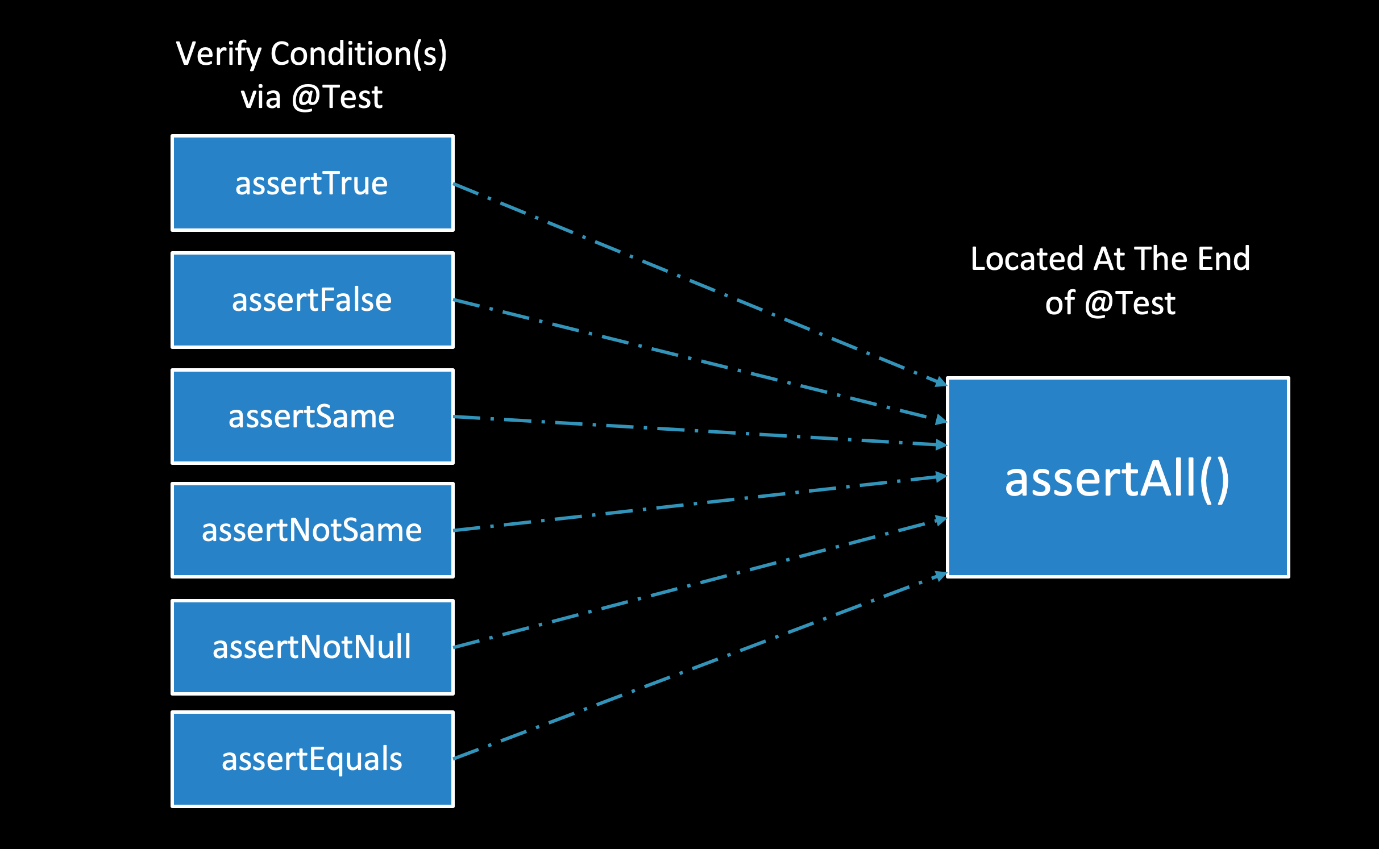 Verify Condition(s)
via @Test
assertTrue
assertFalse
assertSame
assertNotSame
assertNotNull
assertEquals
Located At The End
of @Test
assertAll()